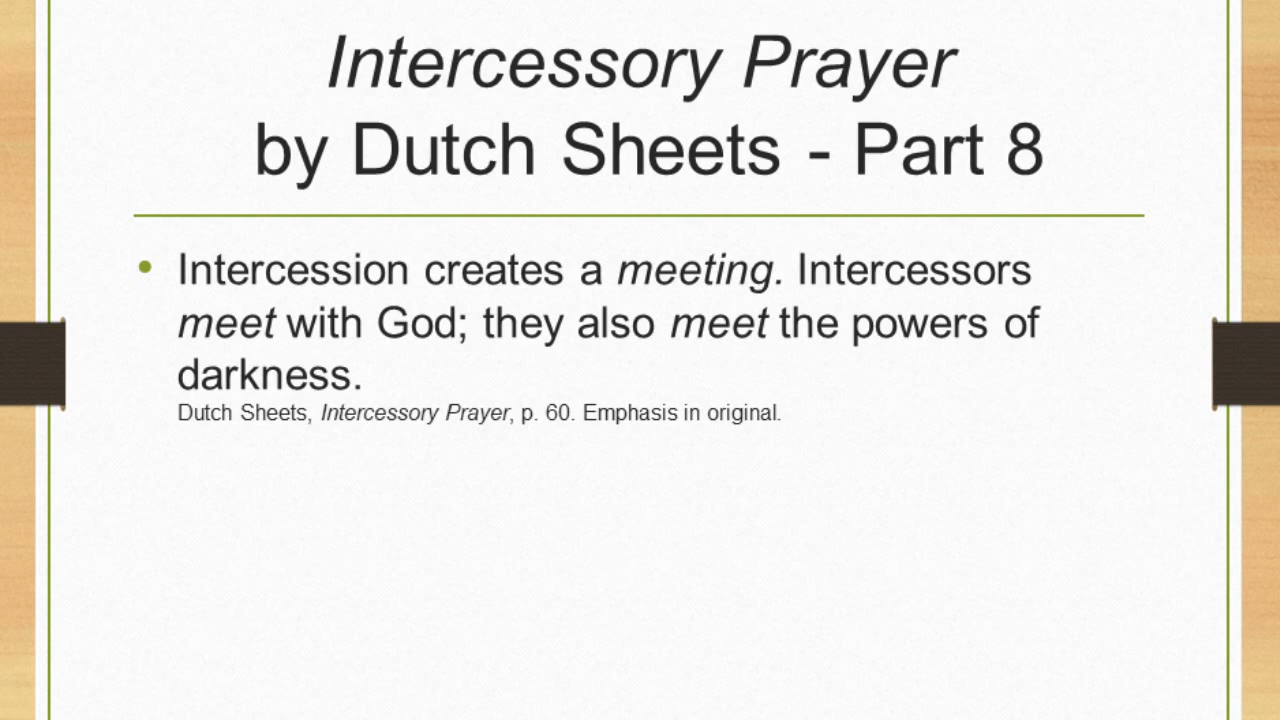 Intercessory Prayer
by Dutch Sheets - Part 8
• Intercession creates a meeting. Intercessors
meet with God; they also meet the powers of
darkness.
Dutch Sheets, Intercessory Prayer, p. 60. Emphasis in original.